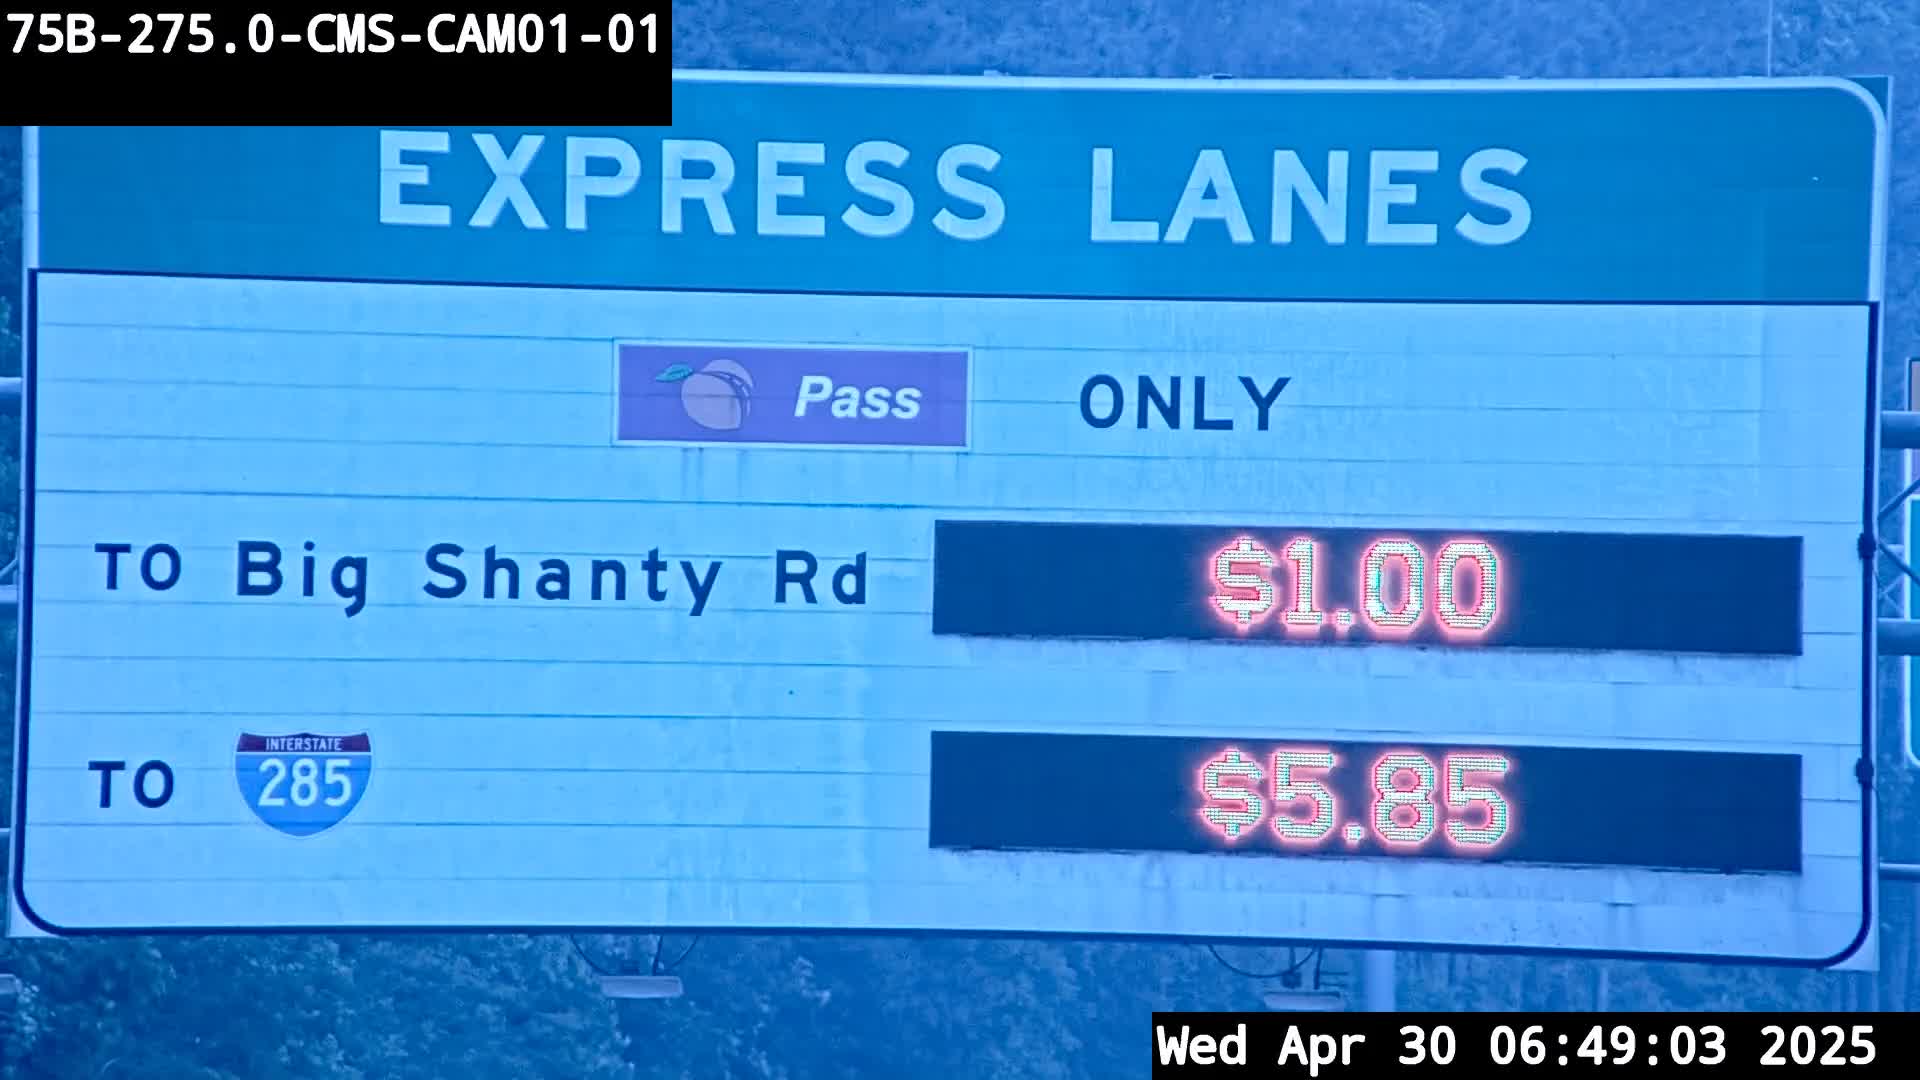 75B-275.0-CMS-CAM01-01
EXPRESS LANES
Pass ONLY
TO Big Shanty Rd $1.00
INTERSTATE
TO 285 $5.85
Wed Apr 30 06:49:03 2025